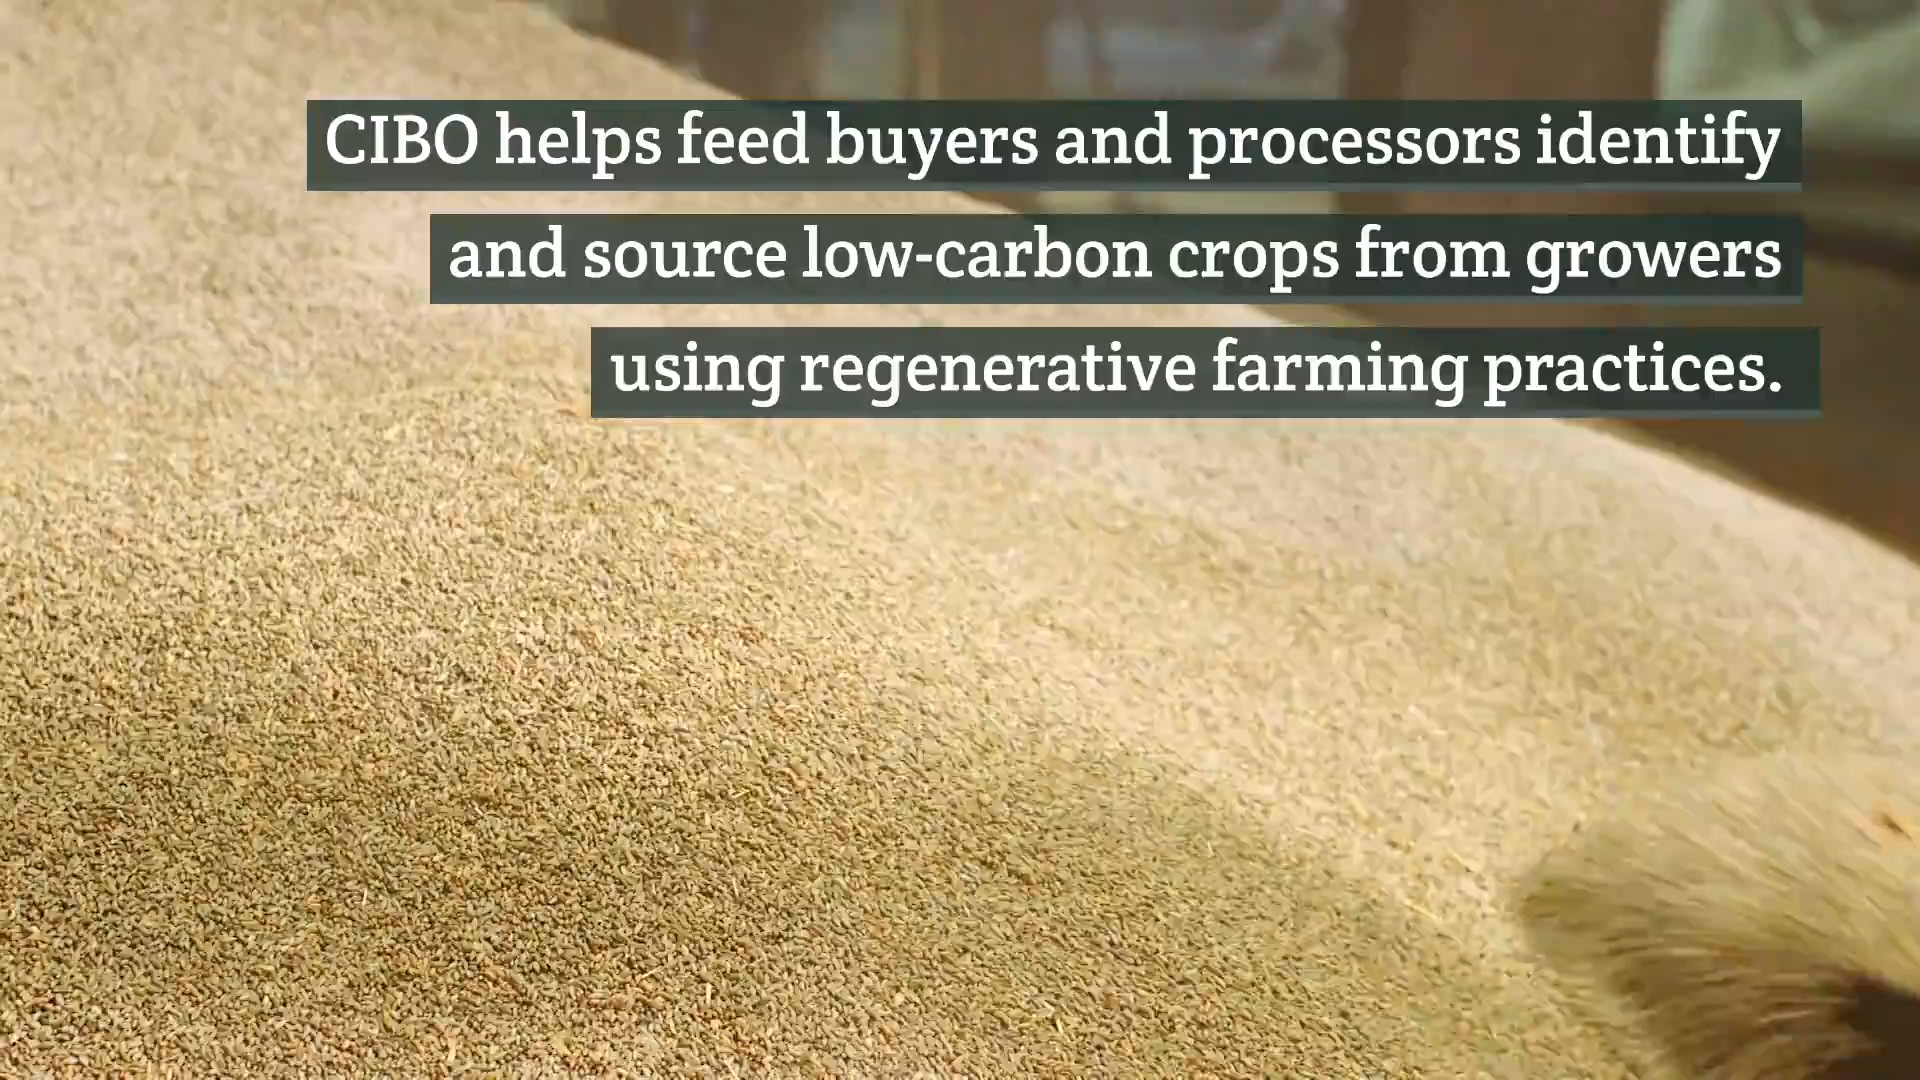 CIBO helps feed buyers and processors identify
and source low-carbon crops from growers
using regenerative farming practices.